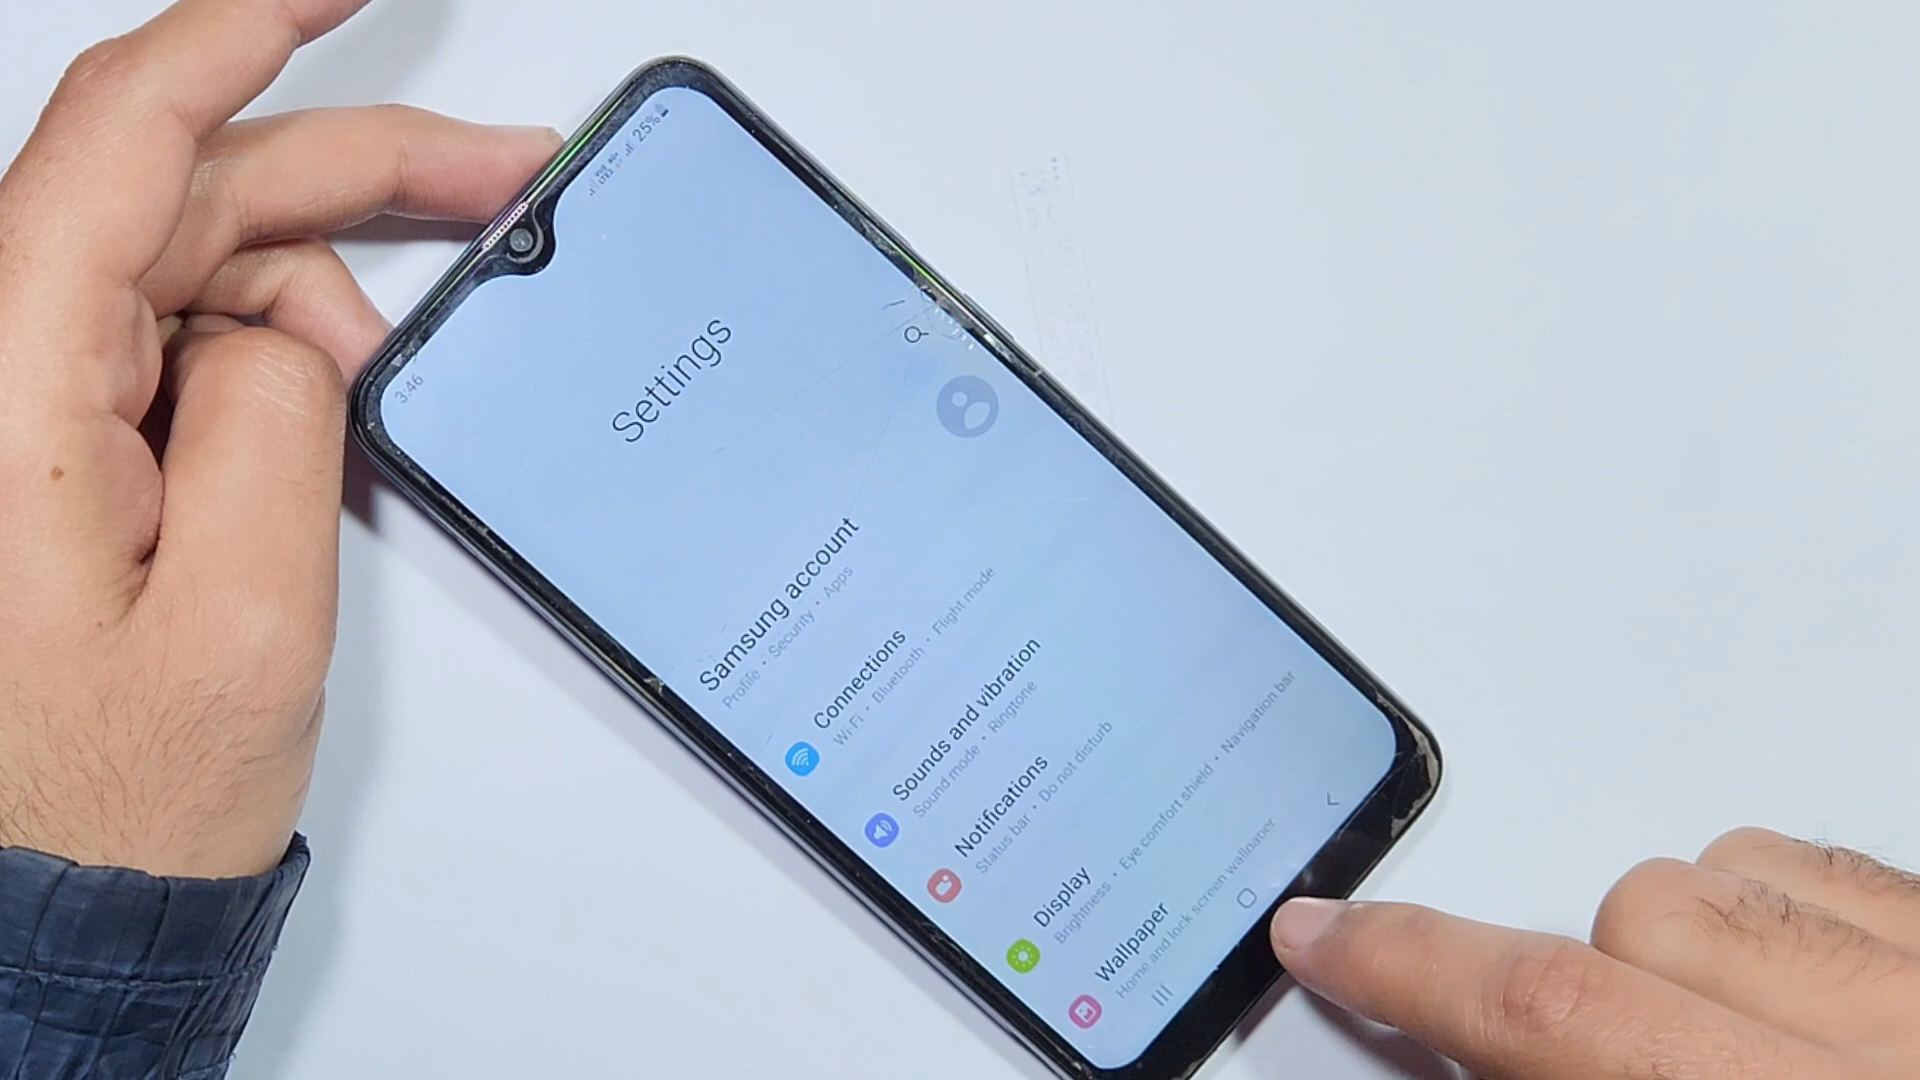 3:46
25%
Settings
Samsung account
Profile • Security • Apps
Connections
Wi-Fi • Bluetooth • Flight mode
Sounds and vibration
Sound mode • Ringtone
Notifications
Status bar • Do not disturb
Display
Brightness • Eye comfort shield • Navigation bar
Wallpaper
Home and lock screen wallpaper